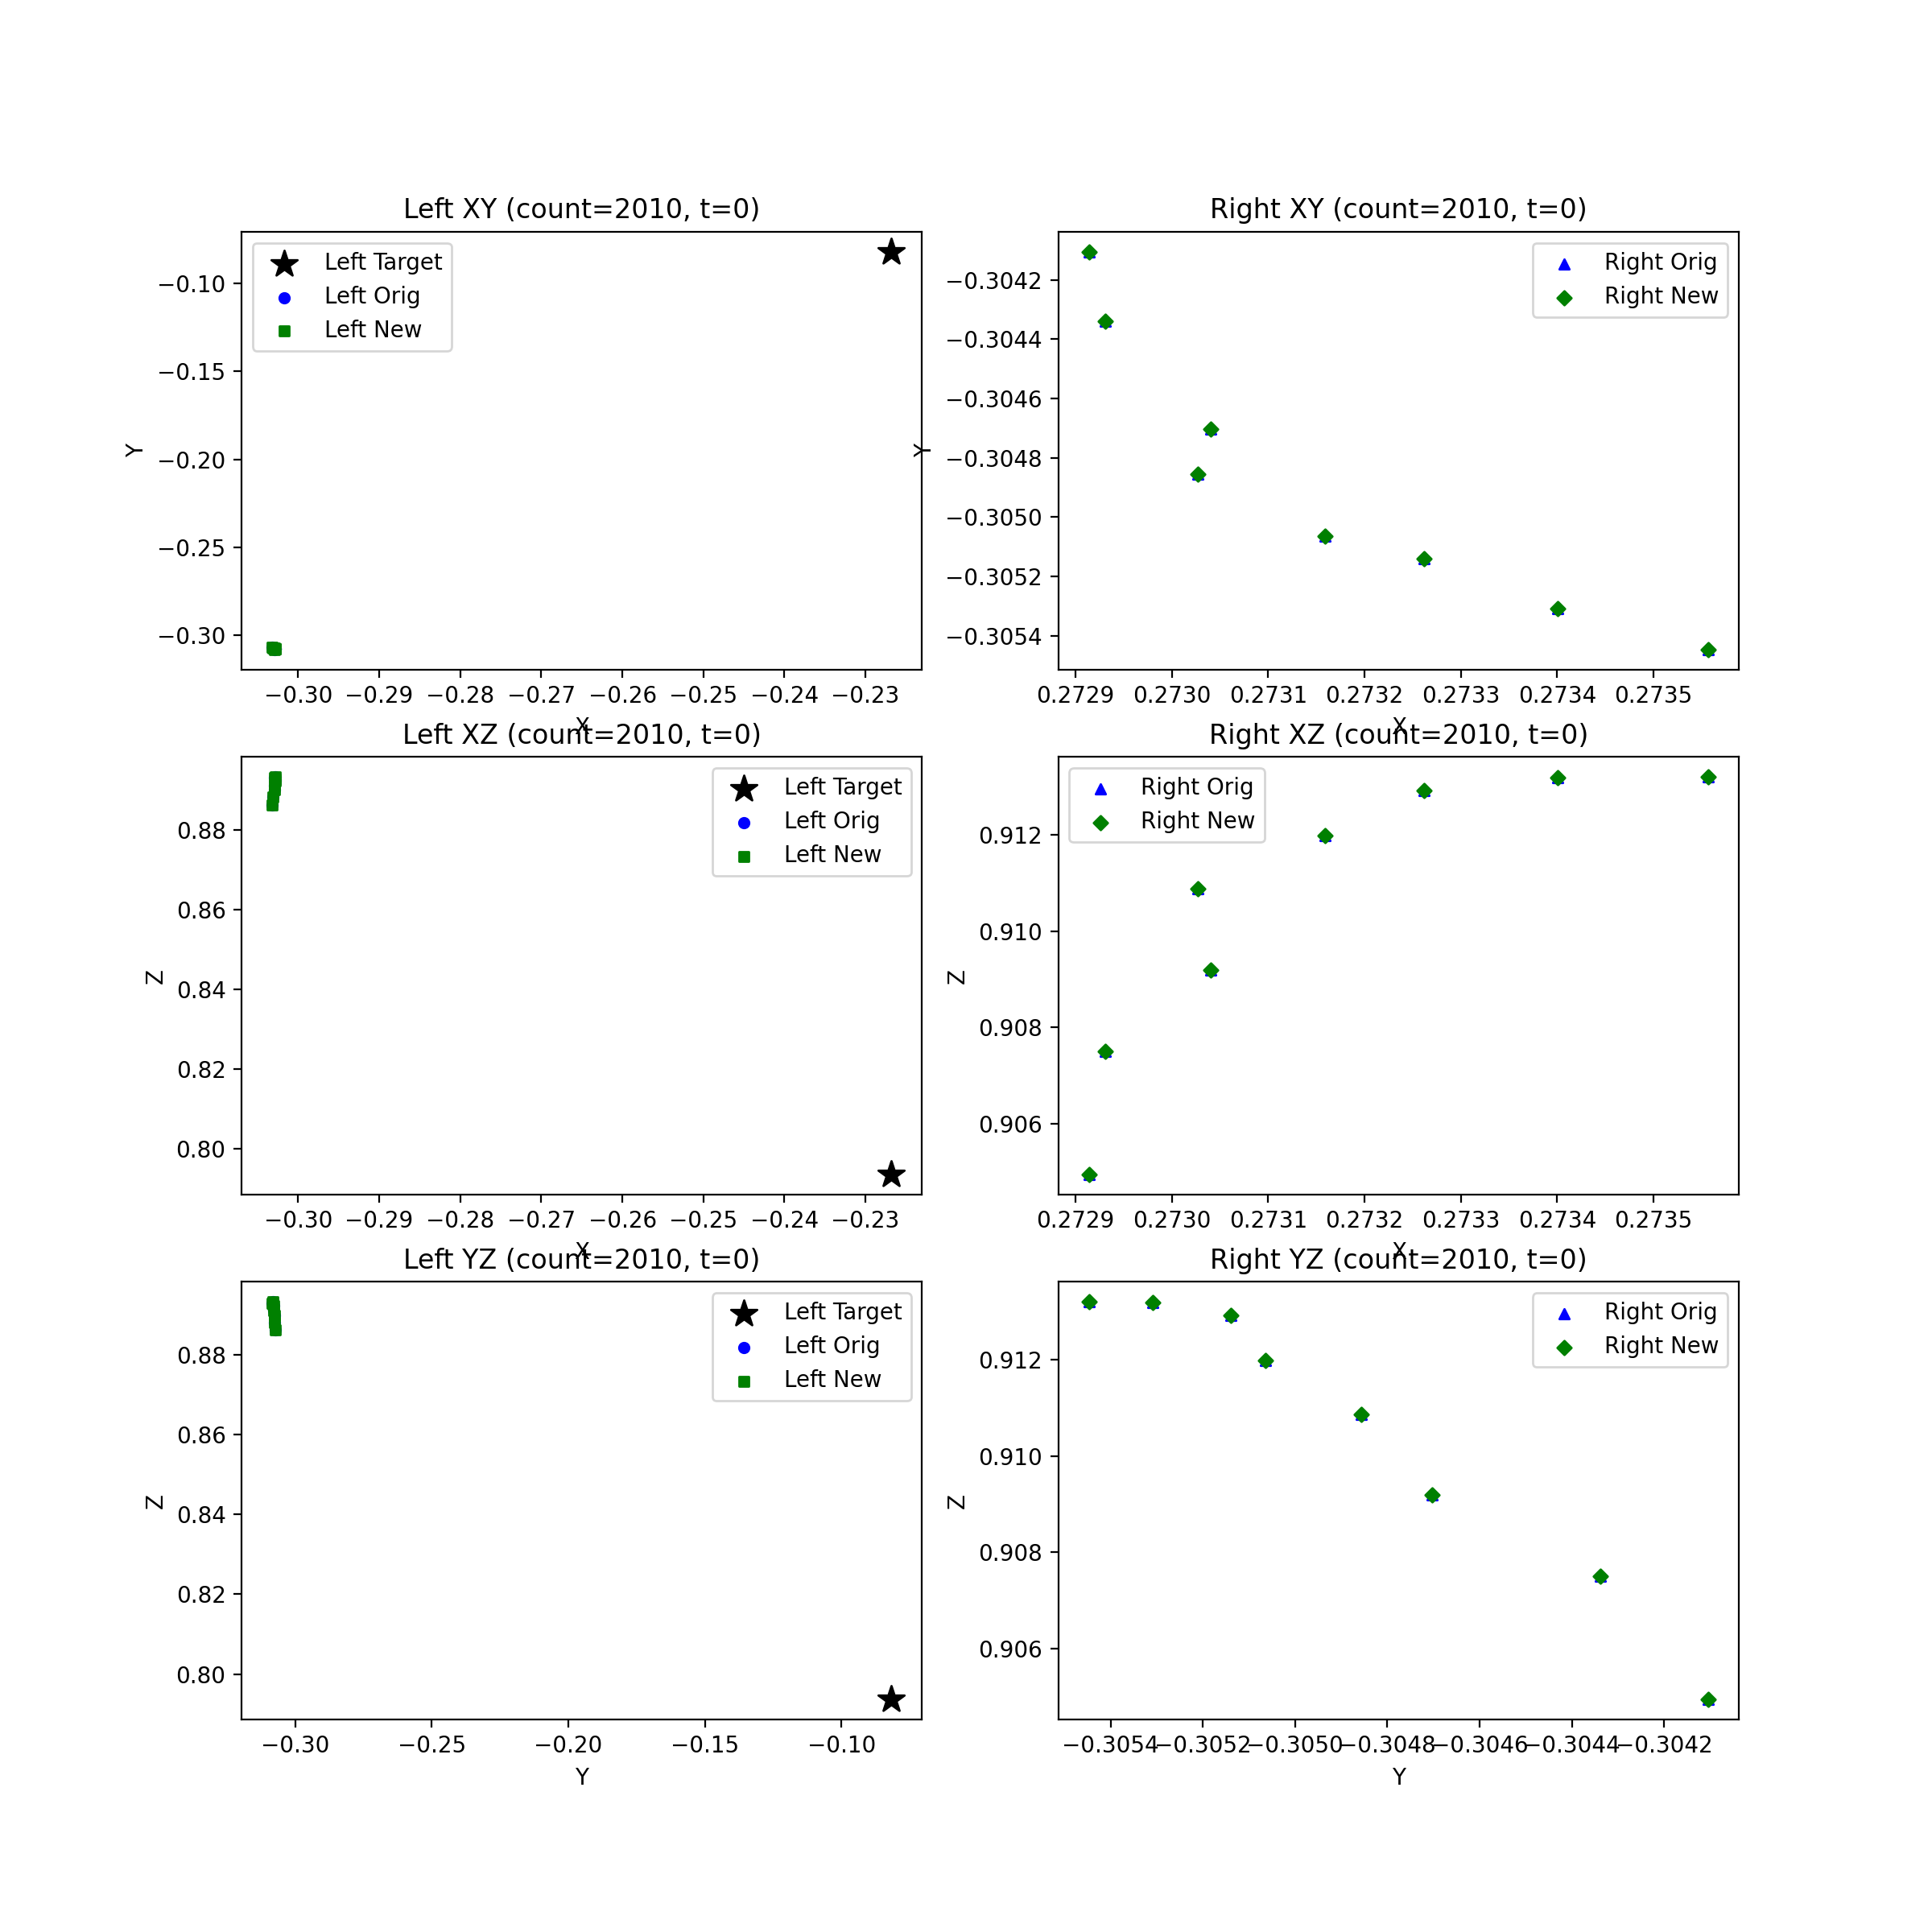 Left XY (count=2010, t=0)
Left Target
Left Orig
Left New
−0.10
−0.15
−0.20
−0.25
−0.30
Y
−0.30 −0.29 −0.28 −0.27 −0.26 −0.25 −0.24 −0.23
X
Right XY (count=2010, t=0)
Right Orig
Right New
−0.3042
−0.3044
−0.3046
−0.3048
−0.3050
−0.3052
−0.3054
Y
0.2729 0.2730 0.2731 0.2732 0.2733 0.2734 0.2735
X
Left XZ (count=2010, t=0)
Left Target
Left Orig
Left New
0.88
0.86
0.84
0.82
0.80
Z
−0.30 −0.29 −0.28 −0.27 −0.26 −0.25 −0.24 −0.23
X
Right XZ (count=2010, t=0)
Right Orig
Right New
0.912
0.910
0.908
0.906
Z
0.2729 0.2730 0.2731 0.2732 0.2733 0.2734 0.2735
X
Left YZ (count=2010, t=0)
Left Target
Left Orig
Left New
0.88
0.86
0.84
0.82
0.80
Z
−0.30 −0.25 −0.20 −0.15 −0.10
Y
Right YZ (count=2010, t=0)
Right Orig
Right New
0.912
0.910
0.908
0.906
Z
−0.3054 −0.3052 −0.3050 −0.3048 −0.3046 −0.3044 −0.3042
Y